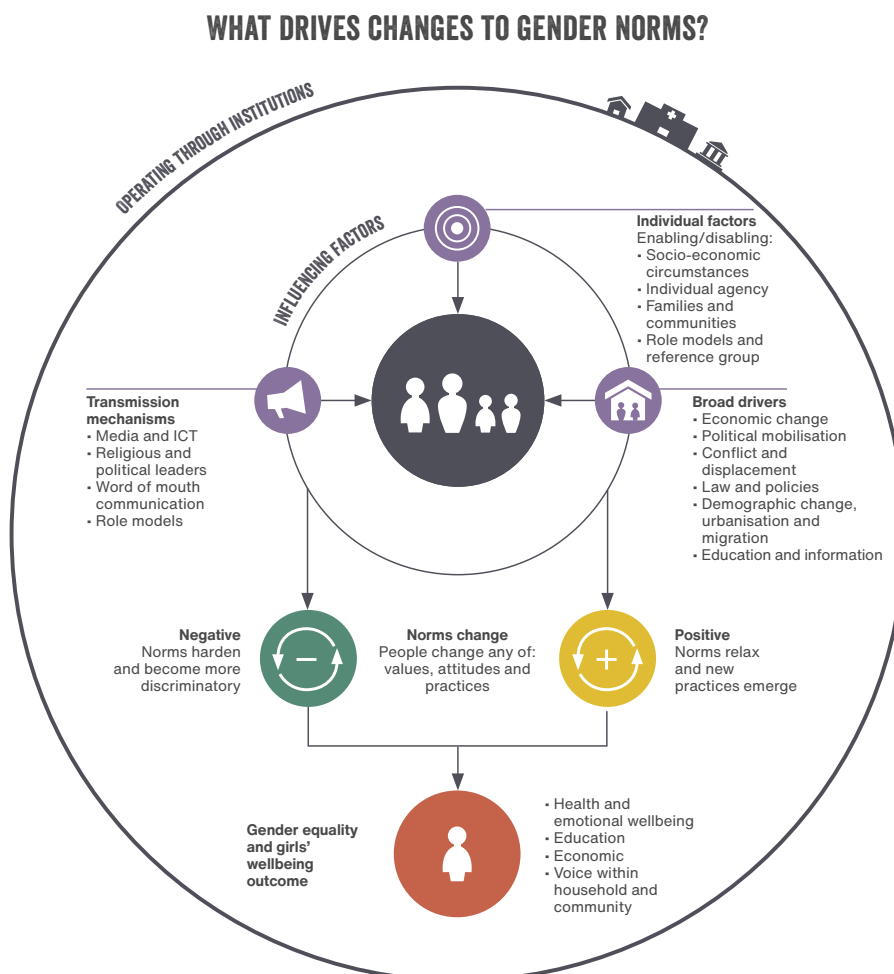 WHAT DRIVES CHANGES TO GENDER NORMS?
OPERATING THROUGH INSTITUTIONS
INFLUENCING FACTORS
Individual factors
Enabling/disabling:
▪ Socio-economic
circumstances
▪ Individual agency
▪ Families and
communities
▪ Role models and
reference group
Transmission
mechanisms
▪ Media and ICT
▪ Religious and
political leaders
▪ Word of mouth
communication
▪ Role models
Broad drivers
▪ Economic change
▪ Political mobilisation
▪ Conflict and
displacement
▪ Law and policies
▪ Demographic change,
urbanisation and
migration
▪ Education and information
Negative
Norms harden
and become more
discriminatory
Norms change
People change any of:
values, attitudes and
practices
Positive
Norms relax
and new
practices emerge
Gender equality
and girls'
wellbeing
outcome
▪ Health and
emotional wellbeing
▪ Education
▪ Economic
▪ Voice within
household and
community